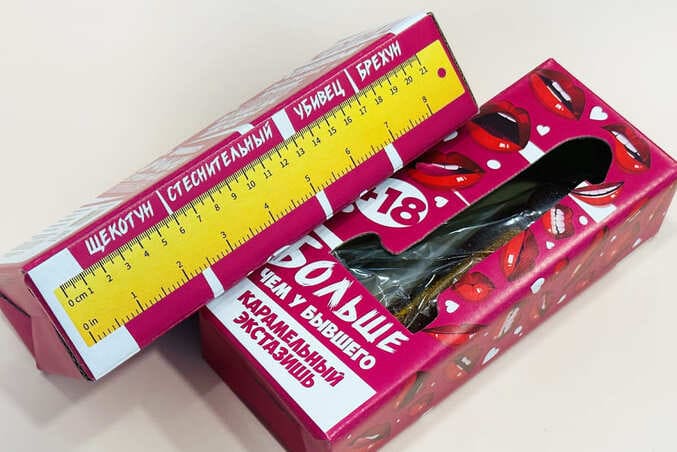 ЩЕКОТУН | СТЕСНИТЕЛЬНЫЙ | УБИВЕЦ | БРЕХУН
0 cm 1 2 3 4 5 6 7 8 9 10 11 12 13 14 15 16 17 18 19 20 21
0 in 1 2 3 4 5 6 7 8
+18
БОЛЬШЕ
ЧЕМ У БЫВШЕГО
КАРАМЕЛЬНЫЙ
ЭКСТАЗИШЬ